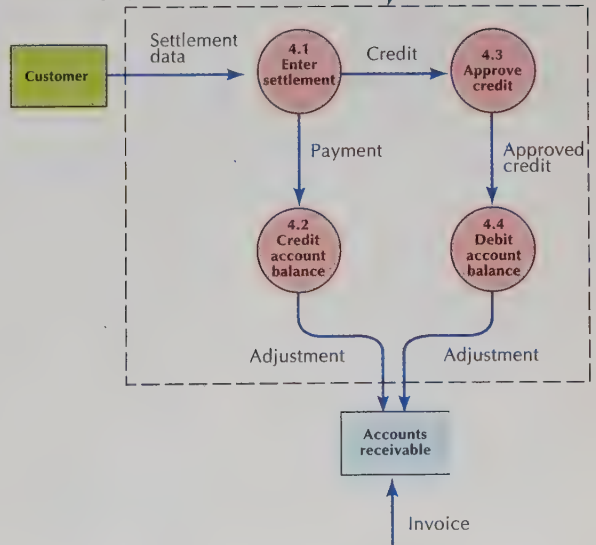 Settlement
data
Customer
4.1
Enter
settlement
Credit
4.3
Approve
credit
Payment
Approved
credit
4.2
Credit
account
balance
4.4
Debit
account
balance
Adjustment
Adjustment
Accounts
receivable
Invoice